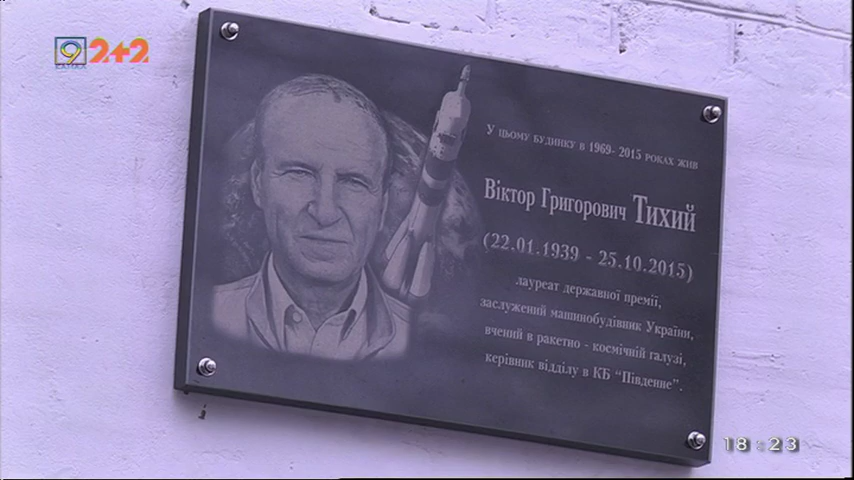 9 2+2
У ЦЬОМУ БУДИНКУ В 1969- 2015 РОКАХ ЖИВ
Віктор Григорович Тихий
(22.01.1939 - 25.10.2015)
лауреат державної премії,
заслужений машинобудівник України,
вчений в ракетно - космічній галузі,
керівник відділу в КБ "Південне".
18:23